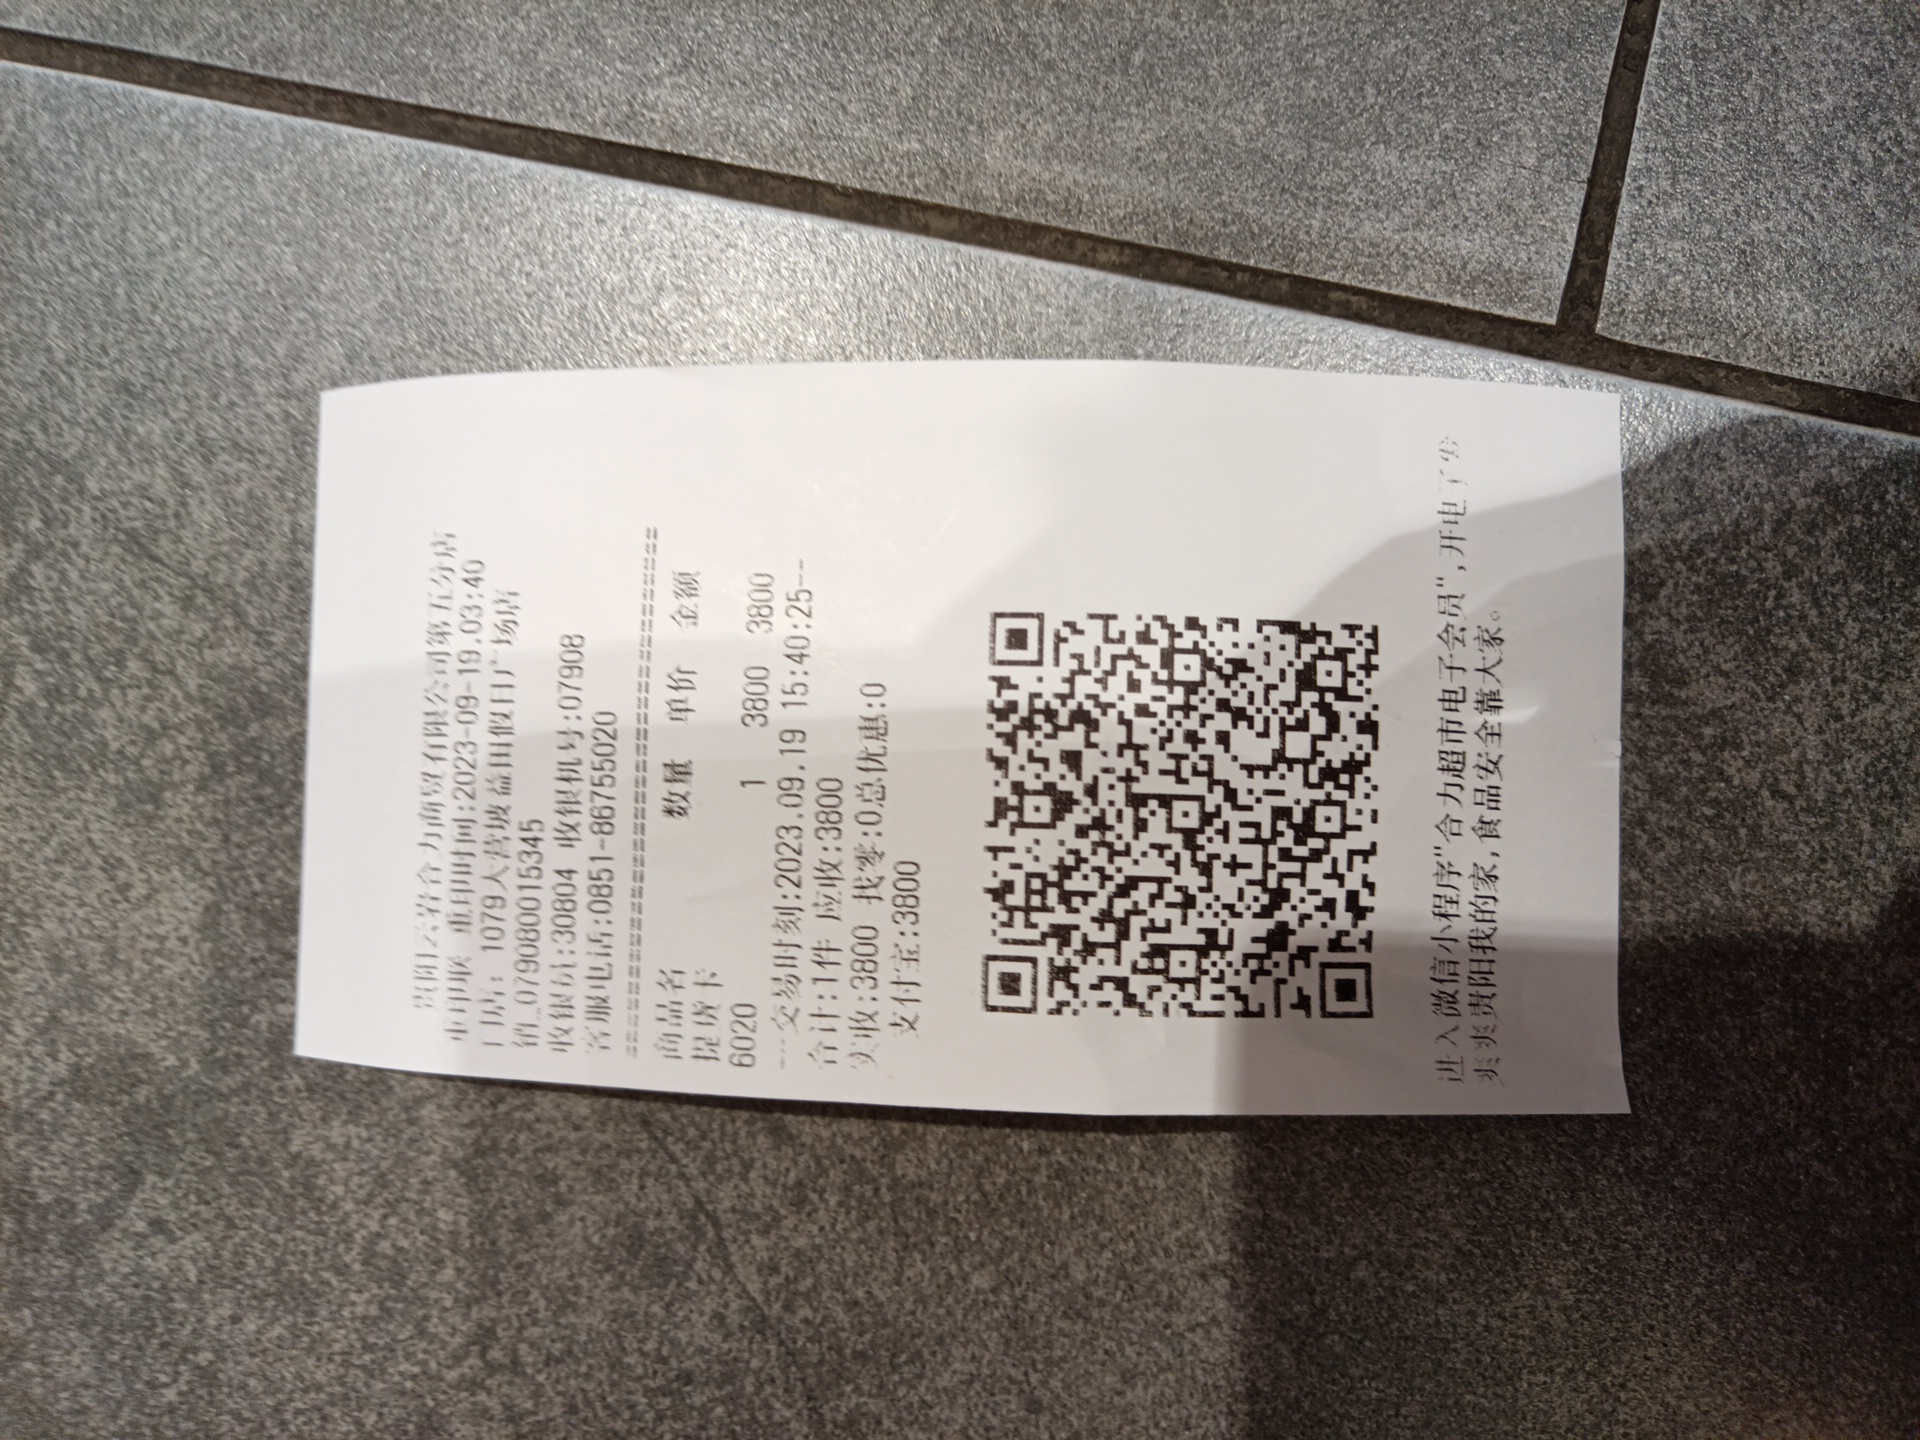 贵阳云岩合力商贸有限公司第五分店
重印联 重印时间:2023-09-19.03:40
门店: 1079大营坡益田假日广场店
销_079080015345
收银员:30804 收银机号:07908
客服电话:0851-86755020
商品名 数量 单价 金额
提货卡
6020 1 3800 3800
---交易时刻:2023.09.19 15:40:25--
合计:1件 应收:3800
实收:3800 找零:0总优惠:0
支付宝:3800
进入微信小程序"合力超市电子会员",开电子发
爽爽贵阳我的家,食品安全靠大家。